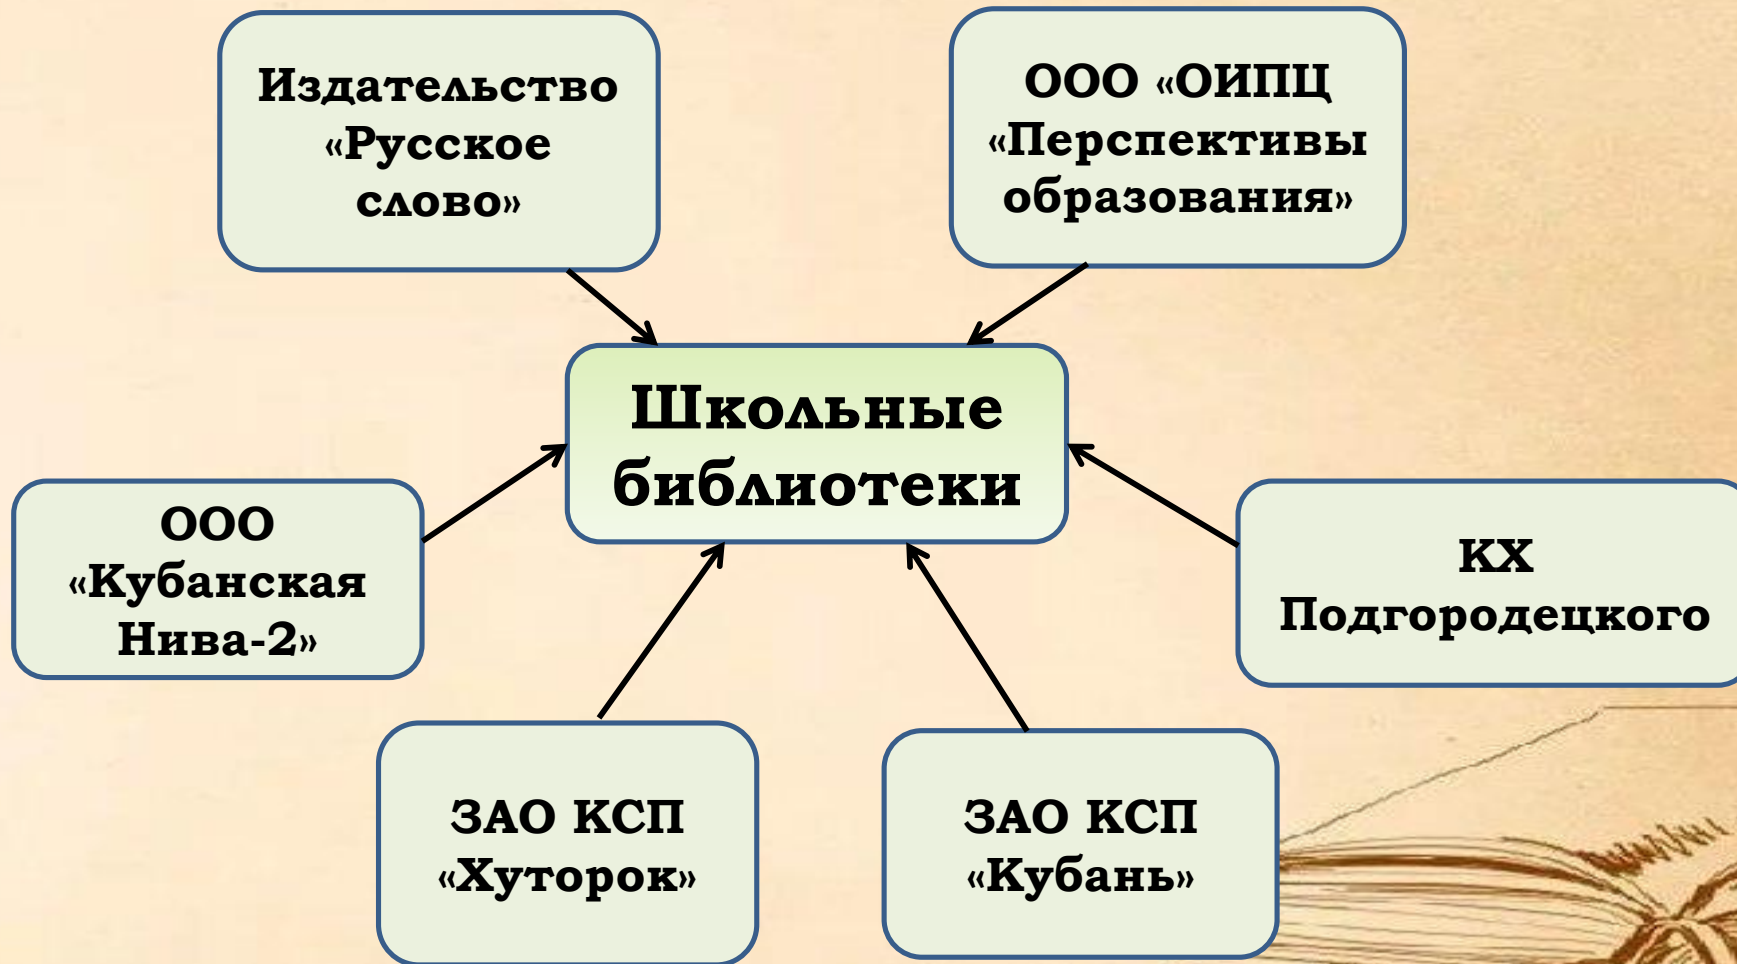 Издательство
«Русское
слово»
ООО «ОИПЦ
«Перспективы
образования»
Школьные
библиотеки
ООО
«Кубанская
Нива-2»
КХ
Подгородецкого
ЗАО КСП
«Хуторок»
ЗАО КСП
«Кубань»